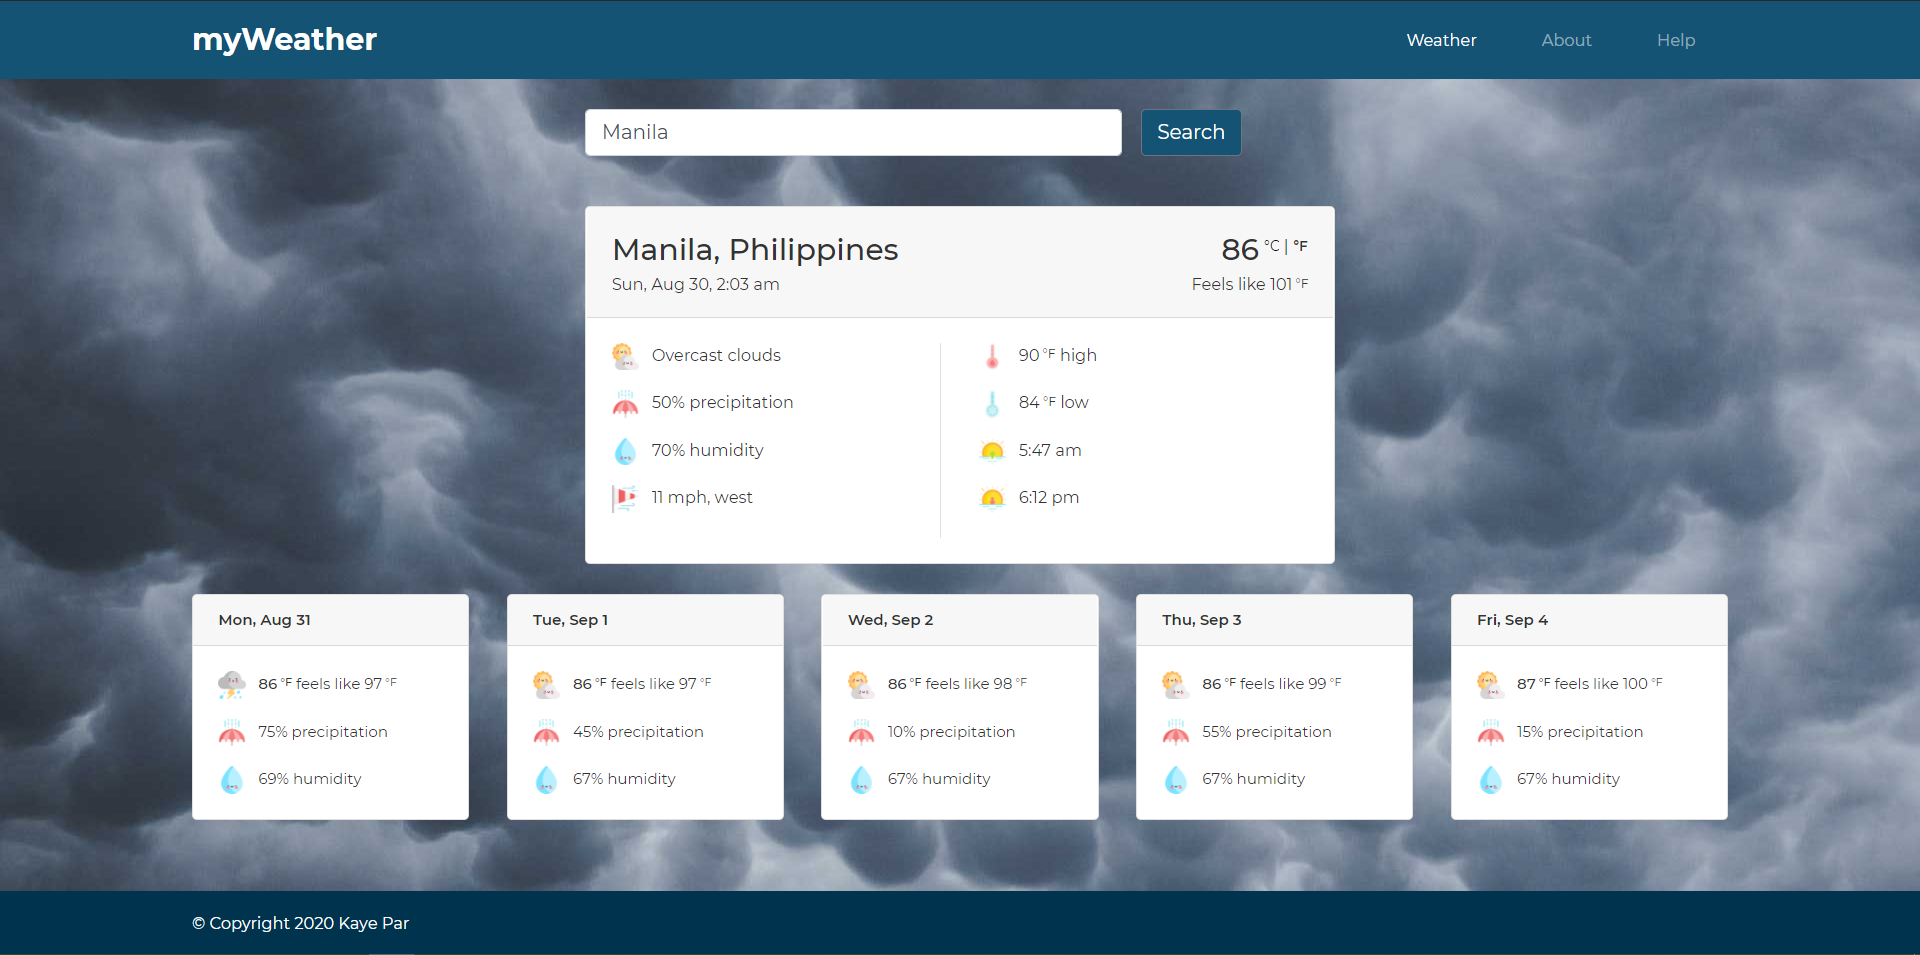 myWeather
Weather About Help
Manila
Search
Manila, Philippines
86 °C | °F
Sun, Aug 30, 2:03 am
Feels like 101 °F
Overcast clouds
50% precipitation
70% humidity
11 mph, west
90 °F high
84 °F low
5:47 am
6:12 pm
Mon, Aug 31
86 °F feels like 97 °F
75% precipitation
69% humidity
Tue, Sep 1
86 °F feels like 97 °F
45% precipitation
67% humidity
Wed, Sep 2
86 °F feels like 98 °F
10% precipitation
67% humidity
Thu, Sep 3
86 °F feels like 99 °F
55% precipitation
67% humidity
Fri, Sep 4
87 °F feels like 100 °F
15% precipitation
67% humidity
© Copyright 2020 Kaye Par